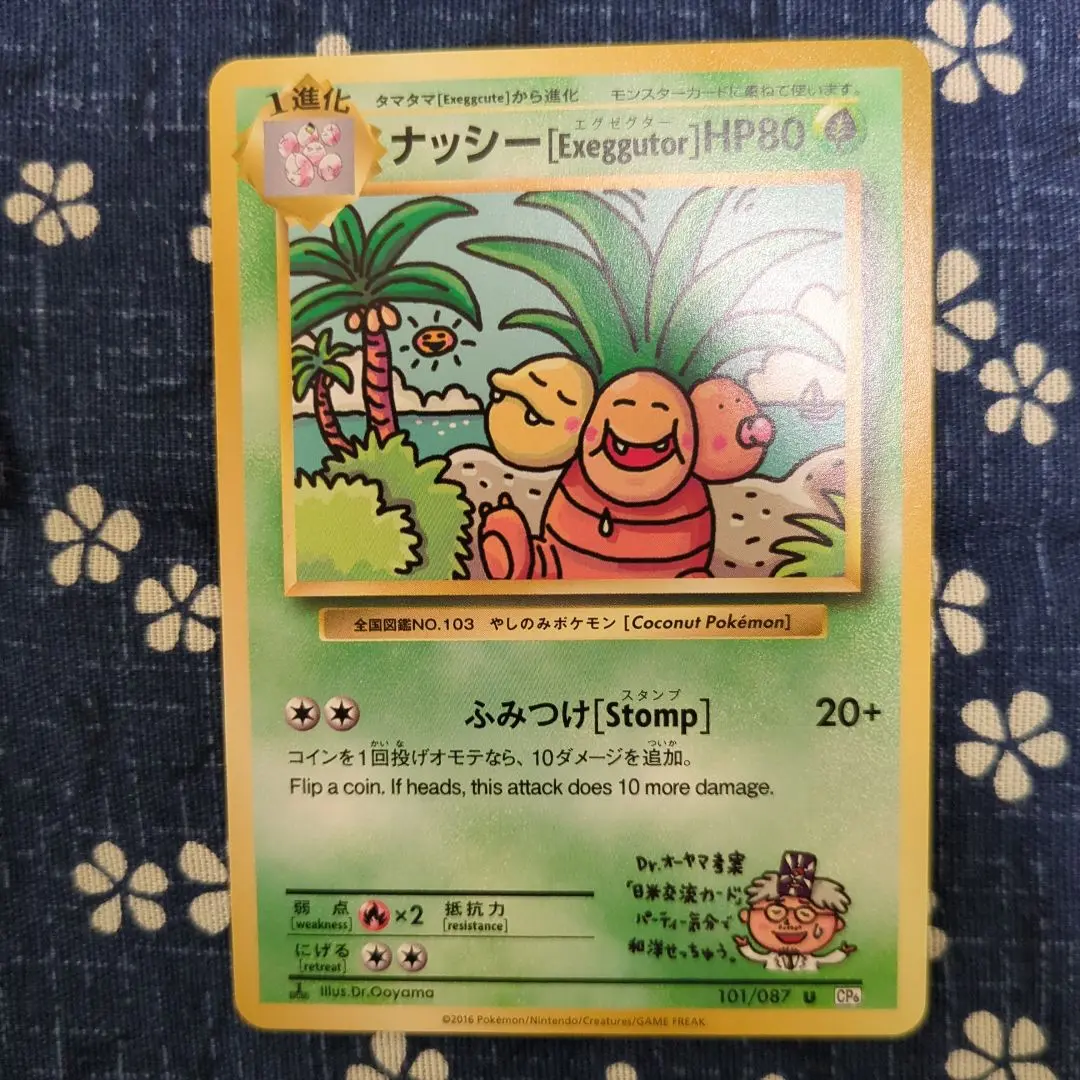 1進化
タマタマ[Exeggcute]から進化 モンスターカードに重ねて使います。
エグゼグター
ナッシー[Exeggutor]HP80
全国図鑑NO.103 やしのみポケモン [Coconut Pokémon]
スタンプ
ふみつけ[Stomp] 20+
かい な ついか
コインを1回投げオモテなら、10ダメージを追加。
Flip a coin. If heads, this attack does 10 more damage.
Dr.オーヤマ考案
「日米交流カード」
パーティー気分で
和洋せっちゅう。
弱点 ×2 抵抗力
[weakness] [resistance]
にげる
[retreat]
Illus.Dr.Ooyama 101/087 U CP6
©2016 Pokémon/Nintendo/Creatures/GAME FREAK